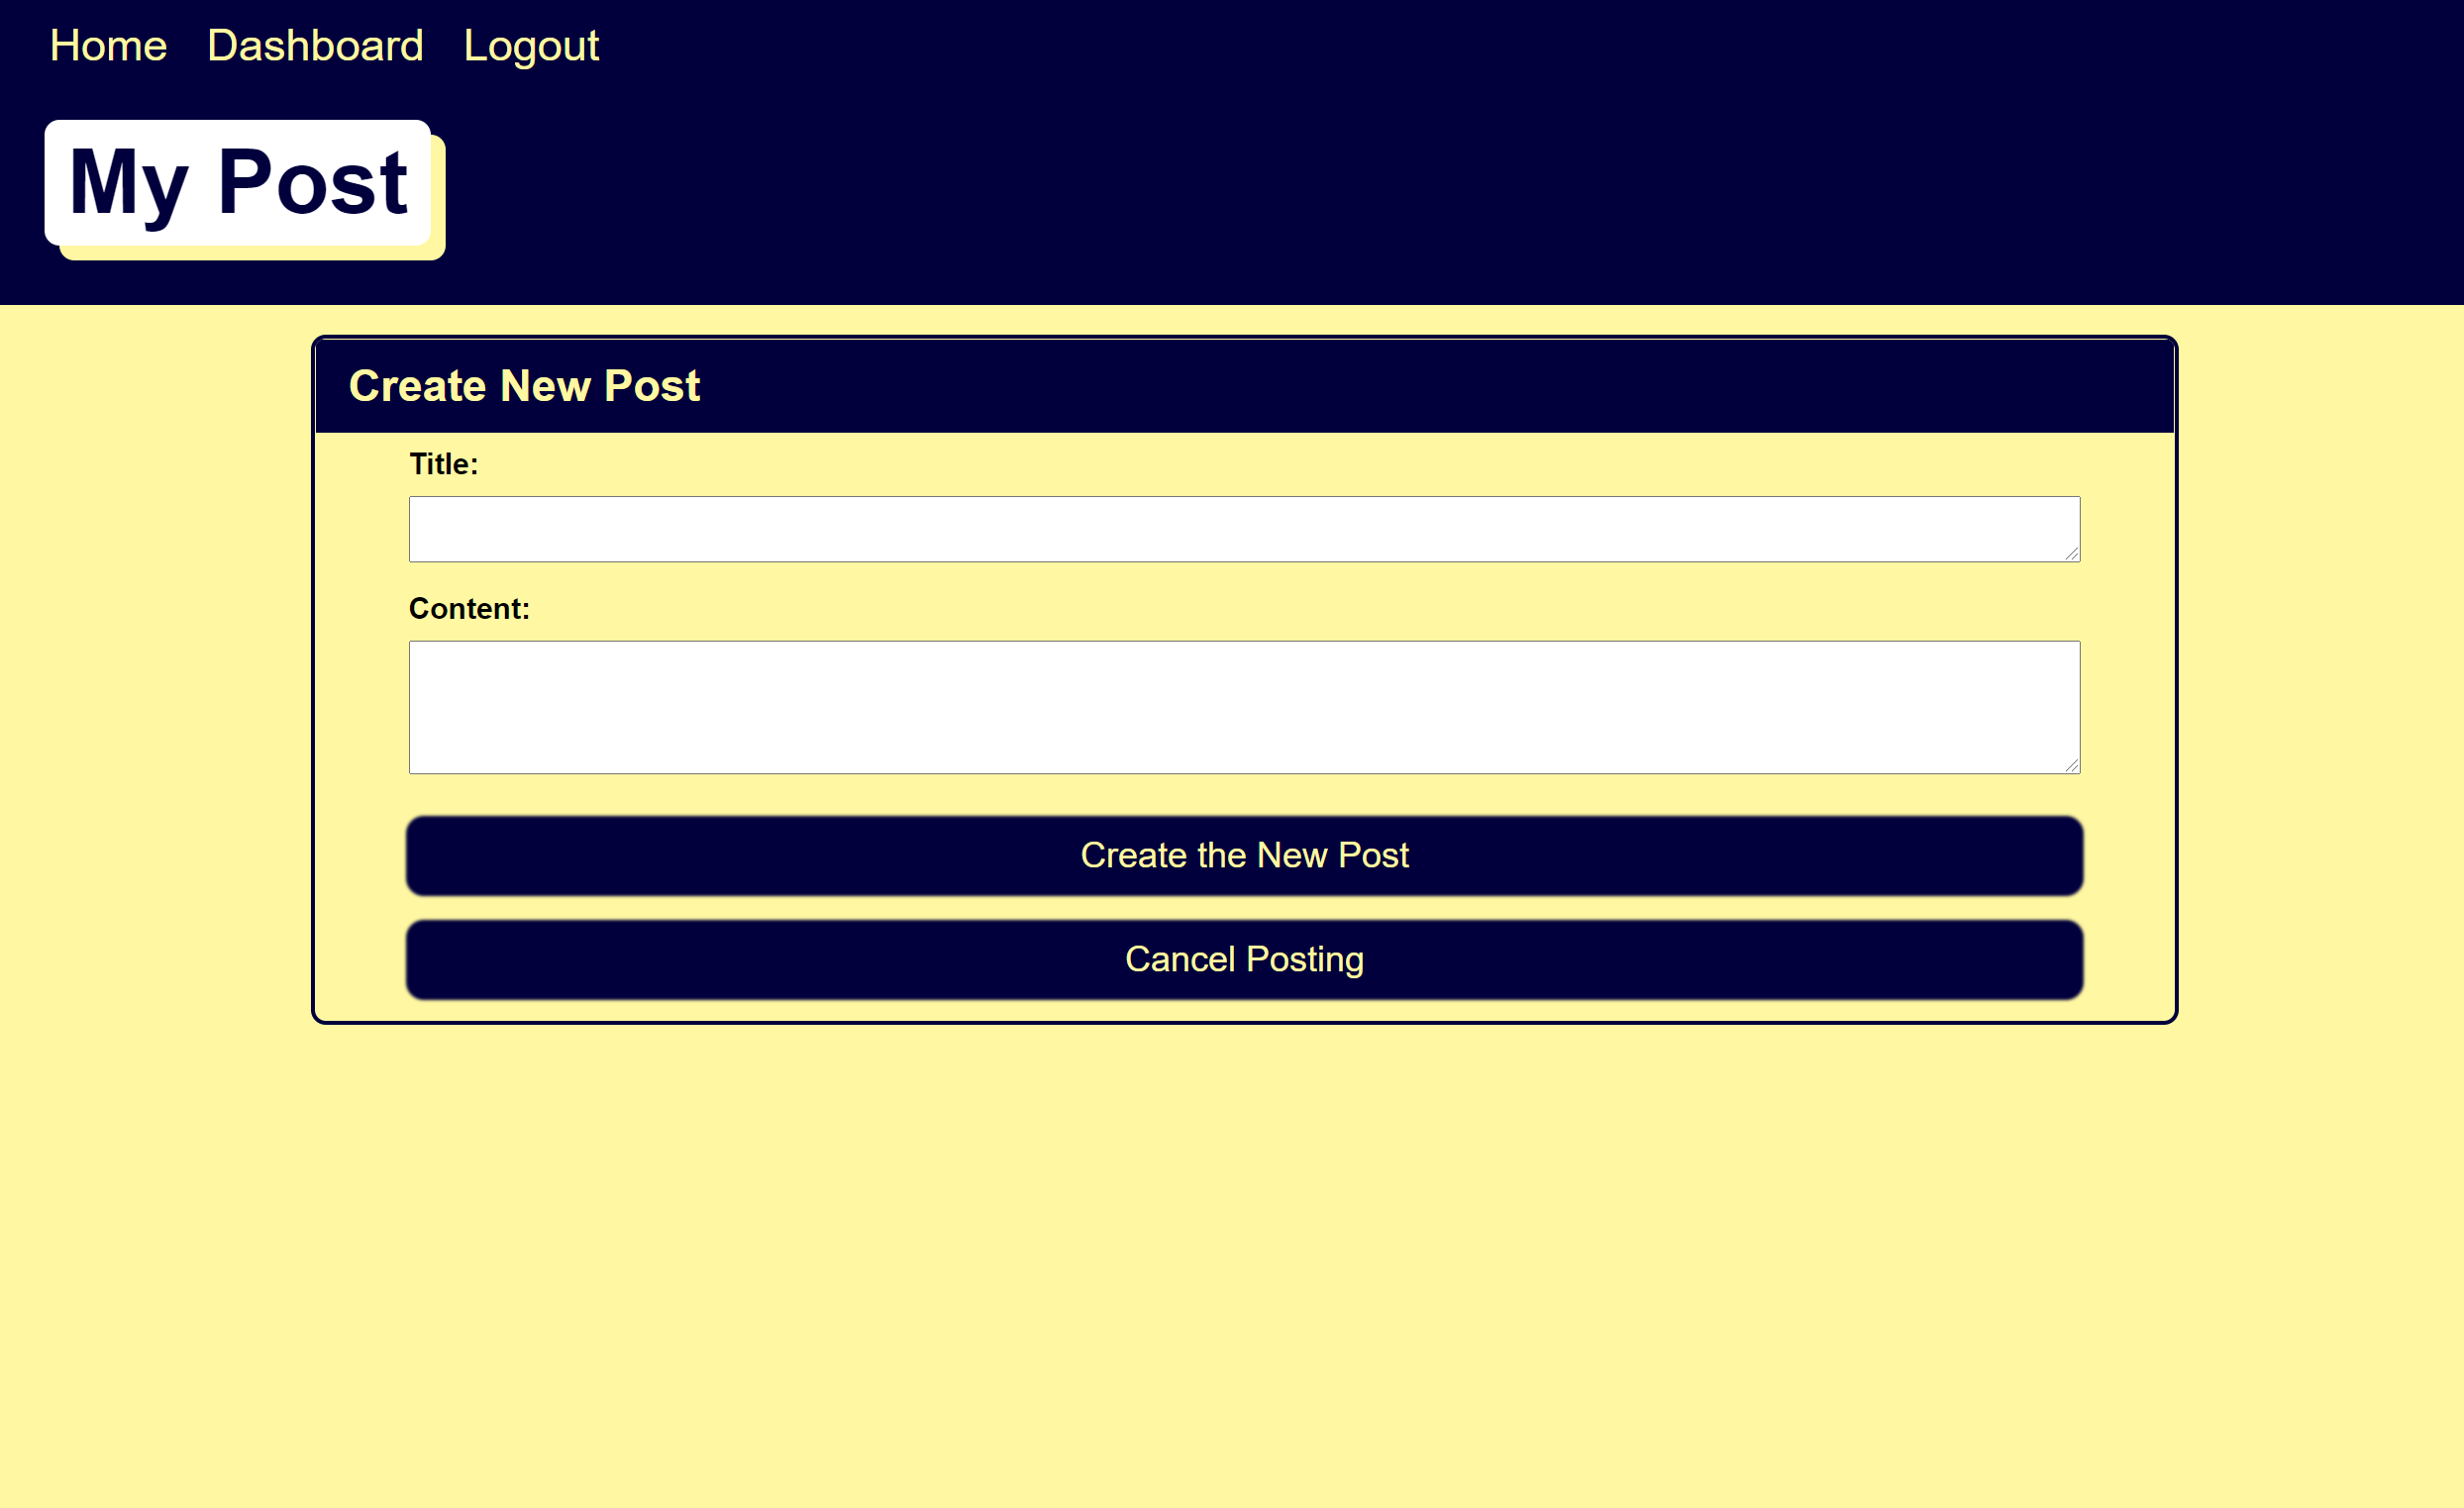 Home Dashboard Logout
My Post
Create New Post
Title:
Content:
Create the New Post
Cancel Posting